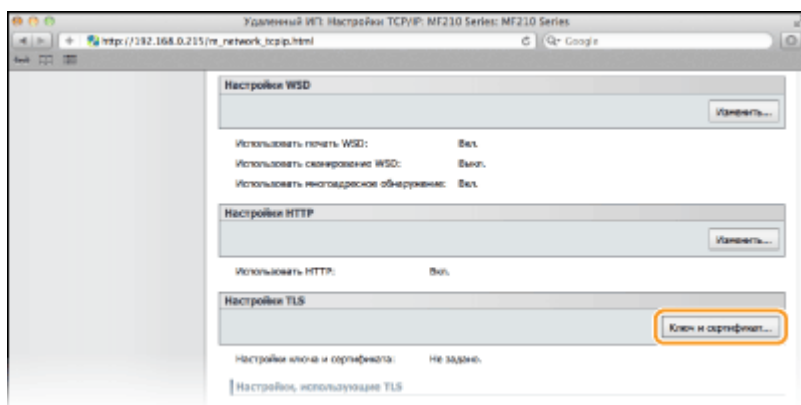 Удаленный ИП: Настройки TCP/IP: MF210 Series: MF210 Series
http://192.168.0.215/m_network_tcpip.html
Google
Настройки WSD
Изменить...
Использовать печать WSD: Вкл.
Использовать сканирование WSD: Выкл.
Использовать многоадресное обнаружение: Вкл.
Настройки HTTP
Изменить...
Использовать HTTP: Вкл.
Настройки TLS
Ключ и сертификат...
Настройки ключа и сертификата: Не задано.
Настройки, использующие TLS